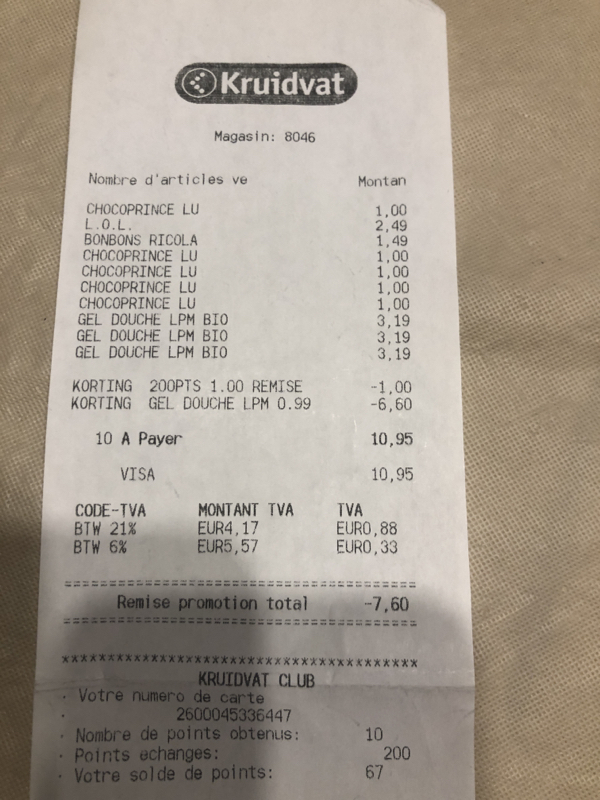 Kruidvat
Magasin: 8046
Nombre d'articles ve Montan
CHOCOPRINCE LU 1,00
L.O.L. 2,49
BONBONS RICOLA 1,49
CHOCOPRINCE LU 1,00
CHOCOPRINCE LU 1,00
CHOCOPRINCE LU 1,00
CHOCOPRINCE LU 1,00
GEL DOUCHE LPM BIO 3,19
GEL DOUCHE LPM BIO 3,19
GEL DOUCHE LPM BIO 3,19
KORTING 200PTS 1.00 REMISE -1,00
KORTING GEL DOUCHE LPM 0.99 -6,60
10 A Payer 10,95
VISA 10,95
CODE-TVA MONTANT TVA TVA
BTW 21% EUR4,17 EUR0,88
BTW 6% EUR5,57 EUR0,33
======================================
Remise promotion total -7,60
======================================
**************************************
KRUIDVAT CLUB
· Votre numero de carte
· 2600045336447
· Nombre de points obtenus: 10
· Points echanges: 200
· Votre solde de points: 67